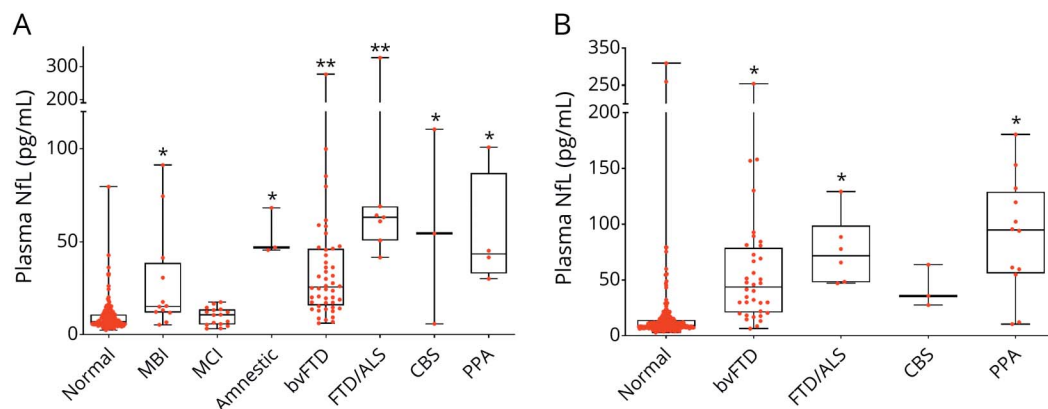 A
Plasma NfL (pg/mL)
300
200
100
50
0
*
*
**
**
*
*
Normal
MBI
MCI
Amnestic
bvFTD
FTD/ALS
CBS
PPA
B
Plasma NfL (pg/mL)
350
250
200
150
100
50
0
*
*
*
Normal
bvFTD
FTD/ALS
CBS
PPA